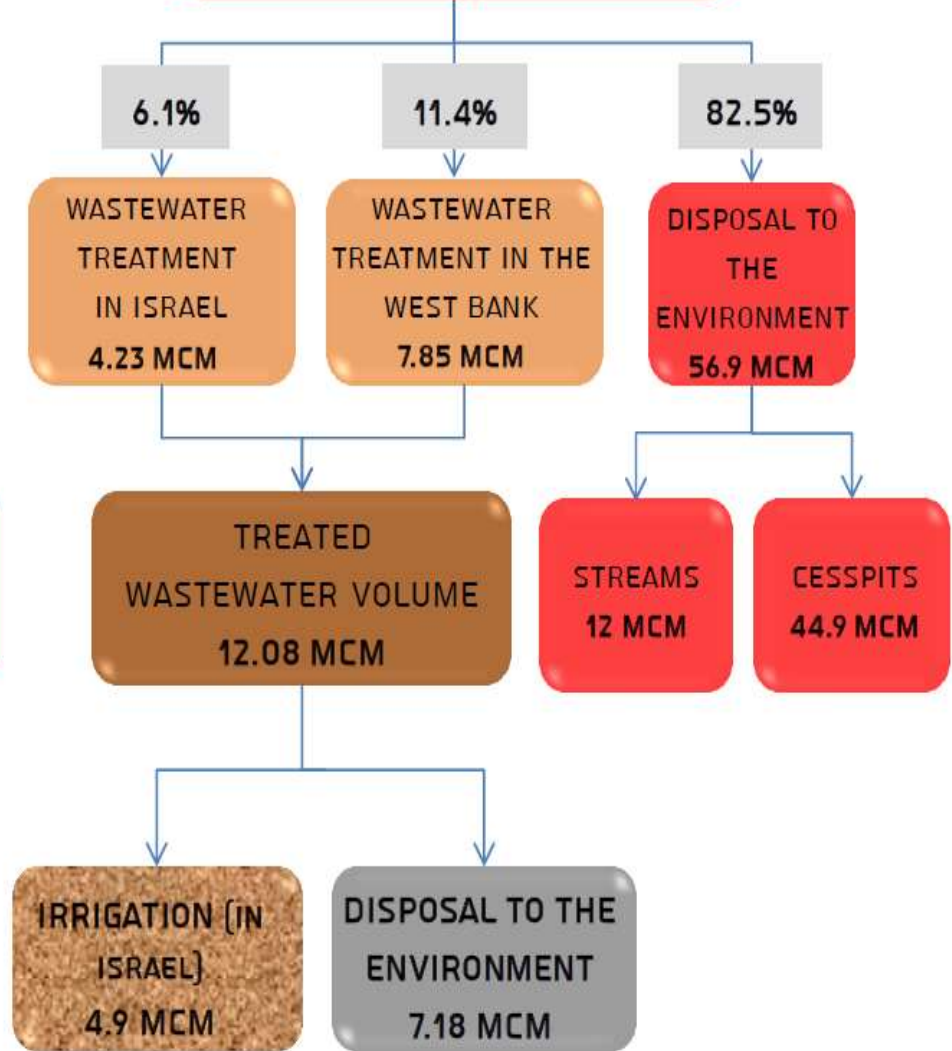 6.1%
11.4%
82.5%
WASTEWATER
TREATMENT
IN ISRAEL
4.23 MCM
WASTEWATER
TREATMENT IN THE
WEST BANK
7.85 MCM
DISPOSAL TO
THE
ENVIRONMENT
56.9 MCM
TREATED
WASTEWATER VOLUME
12.08 MCM
STREAMS
12 MCM
CESSPITS
44.9 MCM
IRRIGATION (IN
ISRAEL)
4.9 MCM
DISPOSAL TO THE
ENVIRONMENT
7.18 MCM